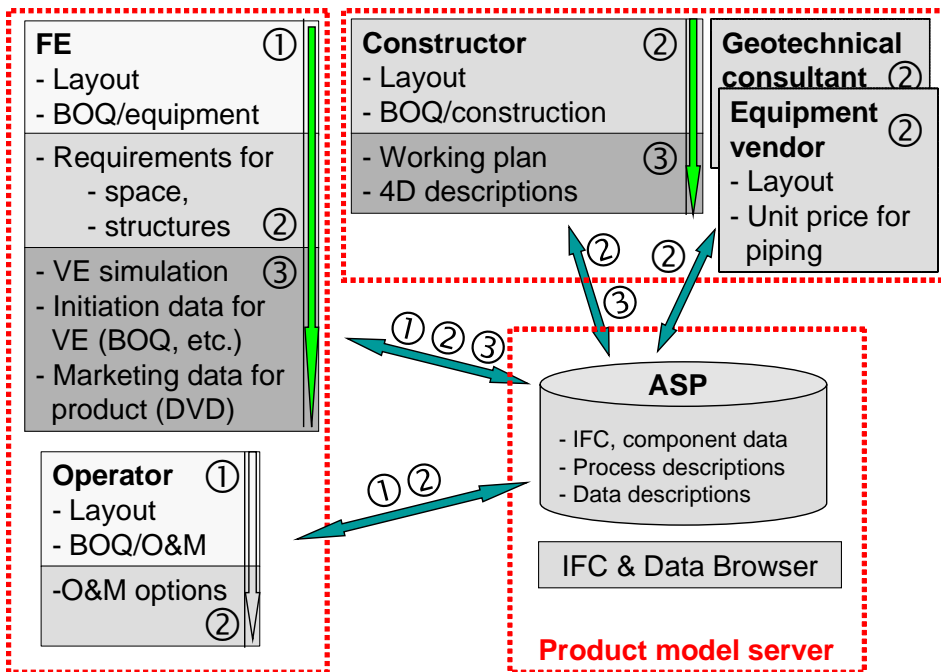 FE ①
- Layout
- BOQ/equipment
- Requirements for
- space,
- structures ②
- VE simulation ③
- Initiation data for
VE (BOQ, etc.)
- Marketing data for
product (DVD)
Operator ①
- Layout
- BOQ/O&M
-O&M options
②
Constructor ②
- Layout
- BOQ/construction
- Working plan ③
- 4D descriptions
Geotechnical
consultant ②
Equipment ②
vendor
- Layout
- Unit price for
piping
②
③
②
① ② ③
① ②
ASP
- IFC, component data
- Process descriptions
- Data descriptions
IFC & Data Browser
Product model server